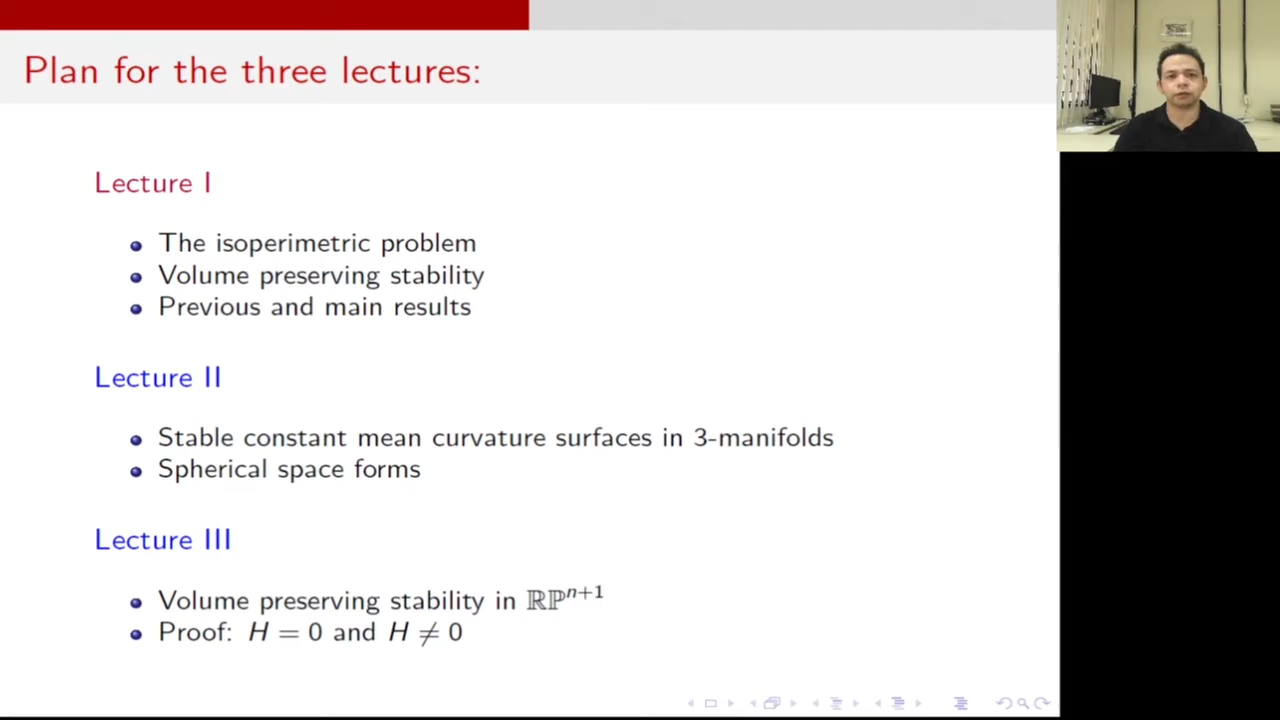 Plan for the three lectures:
Lecture I
The isoperimetric problem
Volume preserving stability
Previous and main results
Lecture II
Stable constant mean curvature surfaces in 3-manifolds
Spherical space forms
Lecture III
Volume preserving stability in ℝℙⁿ⁺¹
Proof: H = 0 and H ≠ 0